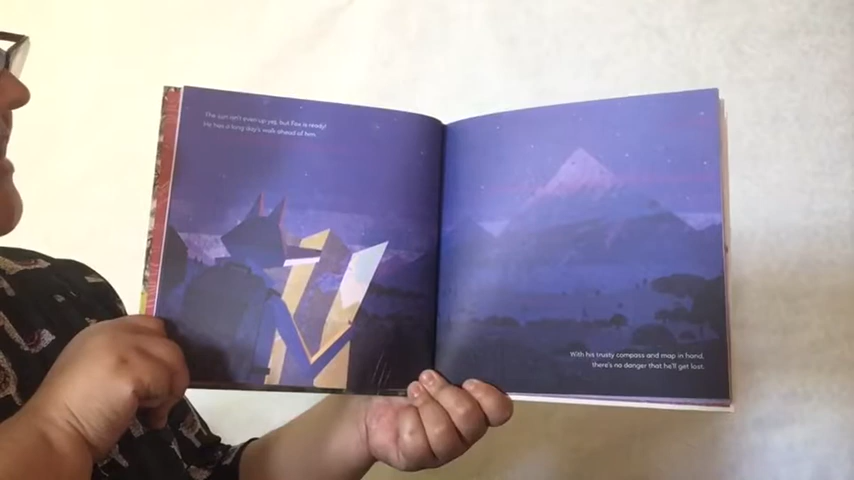 The sun isn't even up yet, but Fox is ready!
He has a long day's walk ahead of him.
With his trusty compass and map in hand,
there's no danger that he'll get lost.